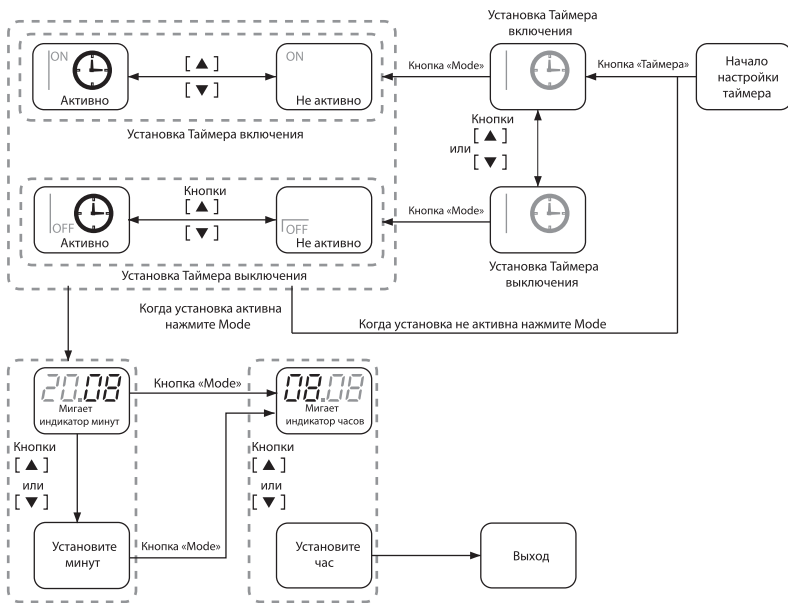 Установка Таймера
включения
ON
Активно
[▲]
[▼]
ON
Не активно
Кнопка «Mode»
Кнопка «Таймера»
Начало
настройки
таймера
Установка Таймера включения
Кнопки
[▲]
или
[▼]
OFF
Активно
Кнопки
[▲]
[▼]
OFF
Не активно
Кнопка «Mode»
Установка Таймера выключения
Установка Таймера
выключения
Когда установка активна
нажмите Mode
Когда установка не активна нажмите Mode
20.08
Мигает
индикатор минут
Кнопка «Mode»
08.08
Мигает
индикатор часов
Кнопки
[▲]
или
[▼]
Кнопки
[▲]
или
[▼]
Установите
минут
Кнопка «Mode»
Установите
час
Выход